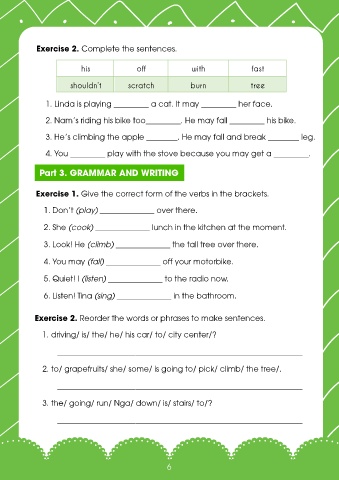 Exercise 2. Complete the sentences.
his off with fast
shouldn't scratch burn tree
1. Linda is playing ________ a cat. It may ________ her face.
2. Nam's riding his bike too________. He may fall ________ his bike.
3. He's climbing the apple ________. He may fall and break ________ leg.
4. You ________ play with the stove because you may get a ________.
Part 3. GRAMMAR AND WRITING
Exercise 1. Give the correct form of the verbs in the brackets.
1. Don't (play) ____________ over there.
2. She (cook) ____________ lunch in the kitchen at the moment.
3. Look! He (climb) ____________ the tall tree over there.
4. You may (fall) ____________ off your motorbike.
5. Quiet! I (listen) ____________ to the radio now.
6. Listen! Tina (sing) ____________ in the bathroom.
Exercise 2. Reorder the words or phrases to make sentences.
1. driving/ is/ the/ he/ his car/ to/ city center/?
2. to/ grapefruits/ she/ some/ is going to/ pick/ climb/ the tree/.
3. the/ going/ run/ Nga/ down/ is/ stairs/ to/?
6